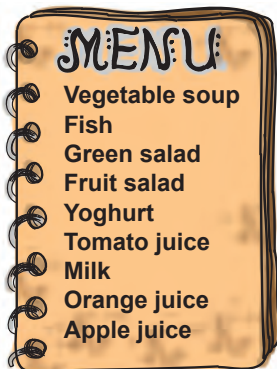 MENU
Vegetable soup
Fish
Green salad
Fruit salad
Yoghurt
Tomato juice
Milk
Orange juice
Apple juice